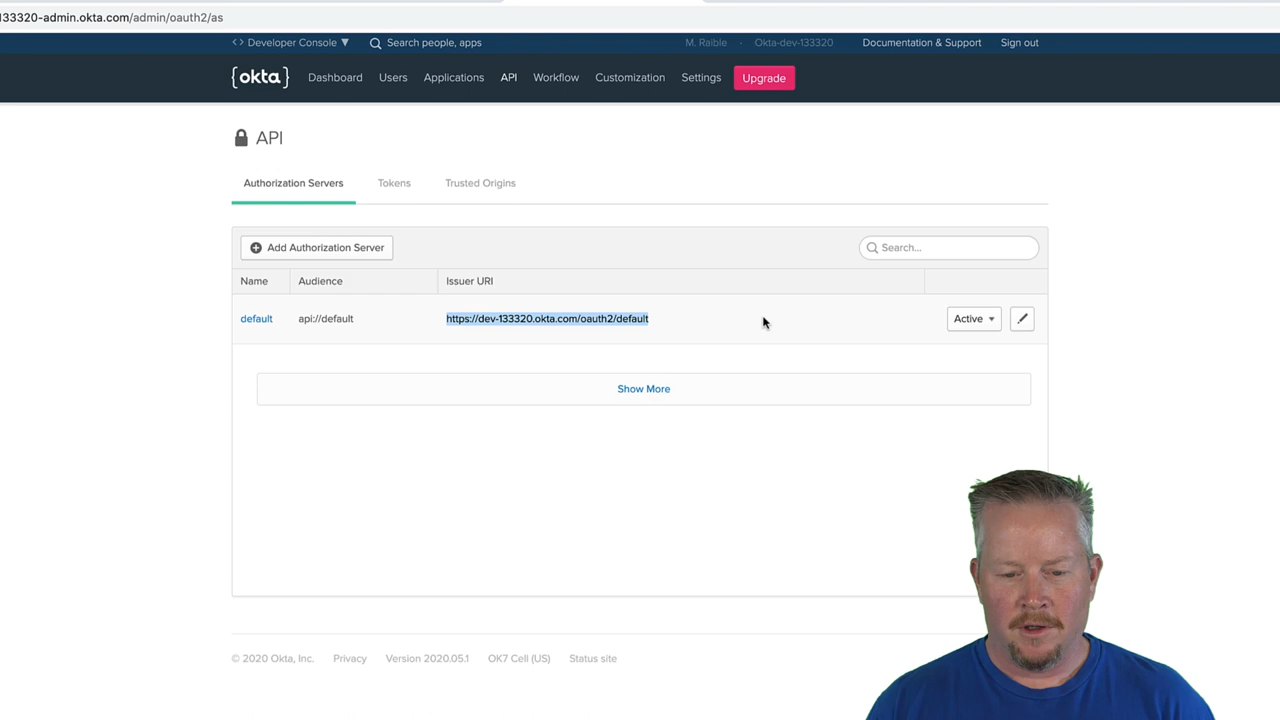 133320-admin.okta.com/admin/oauth2/as
<> Developer Console ▼ Search people, apps M. Raible · Okta-dev-133320 Documentation & Support Sign out
{okta} Dashboard Users Applications API Workflow Customization Settings Upgrade
API
Authorization Servers Tokens Trusted Origins
Add Authorization Server Search...
Name Audience Issuer URI
default api://default https://dev-133320.okta.com/oauth2/default Active ▼
Show More
© 2020 Okta, Inc. Privacy Version 2020.05.1 OK7 Cell (US) Status site